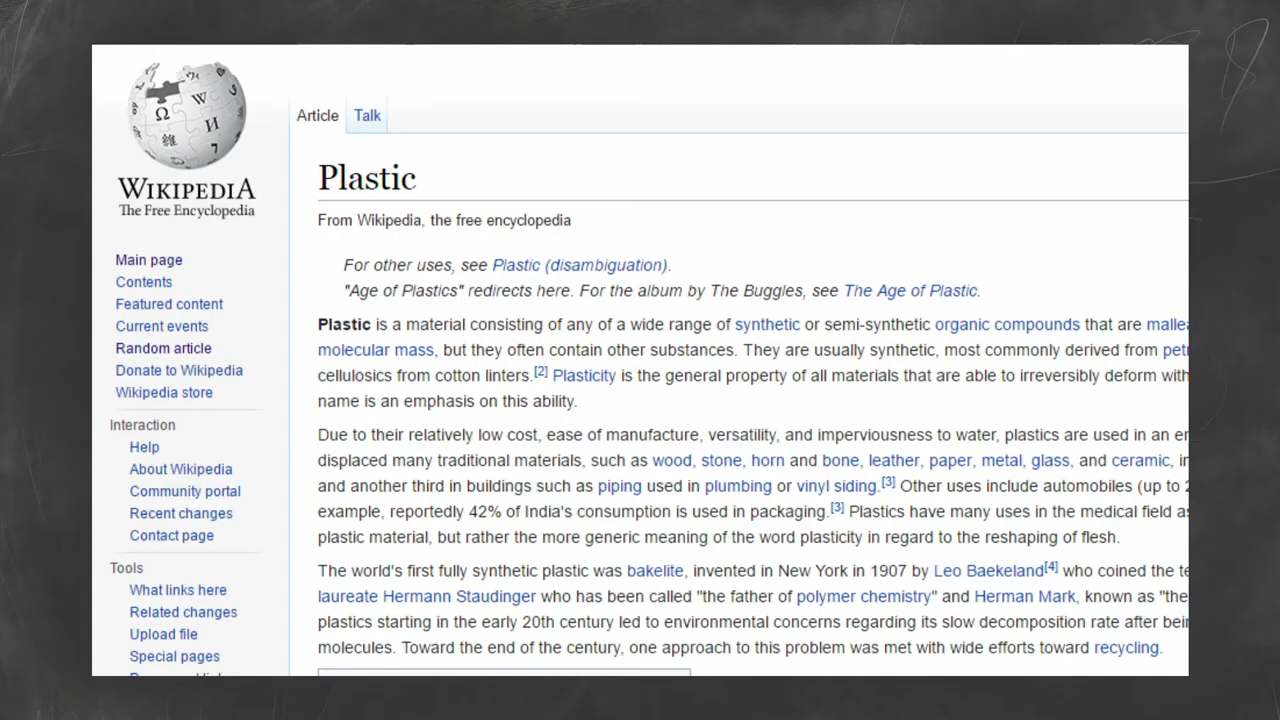 WIKIPEDIA
The Free Encyclopedia
Main page
Contents
Featured content
Current events
Random article
Donate to Wikipedia
Wikipedia store
Interaction
Help
About Wikipedia
Community portal
Recent changes
Contact page
Tools
What links here
Related changes
Upload file
Special pages
Article Talk
Plastic
From Wikipedia, the free encyclopedia
For other uses, see Plastic (disambiguation).
"Age of Plastics" redirects here. For the album by The Buggles, see The Age of Plastic.
Plastic is a material consisting of any of a wide range of synthetic or semi-synthetic organic compounds that are
molecular mass, but they often contain other substances. They are usually synthetic, most commonly derived from
cellulosics from cotton linters.[2] Plasticity is the general property of all materials that are able to irreversibly deform
name is an emphasis on this ability.
Due to their relatively low cost, ease of manufacture, versatility, and imperviousness to water, plastics are used in an
displaced many traditional materials, such as wood, stone, horn and bone, leather, paper, metal, glass, and ceramic,
and another third in buildings such as piping used in plumbing or vinyl siding.[3] Other uses include automobiles (up to
example, reportedly 42% of India's consumption is used in packaging.[3] Plastics have many uses in the medical field
plastic material, but rather the more generic meaning of the word plasticity in regard to the reshaping of flesh.
The world's first fully synthetic plastic was bakelite, invented in New York in 1907 by Leo Baekeland[4] who coined the
laureate Hermann Staudinger who has been called "the father of polymer chemistry" and Herman Mark, known as "the
plastics starting in the early 20th century led to environmental concerns regarding its slow decomposition rate after
molecules. Toward the end of the century, one approach to this problem was met with wide efforts toward recycling.